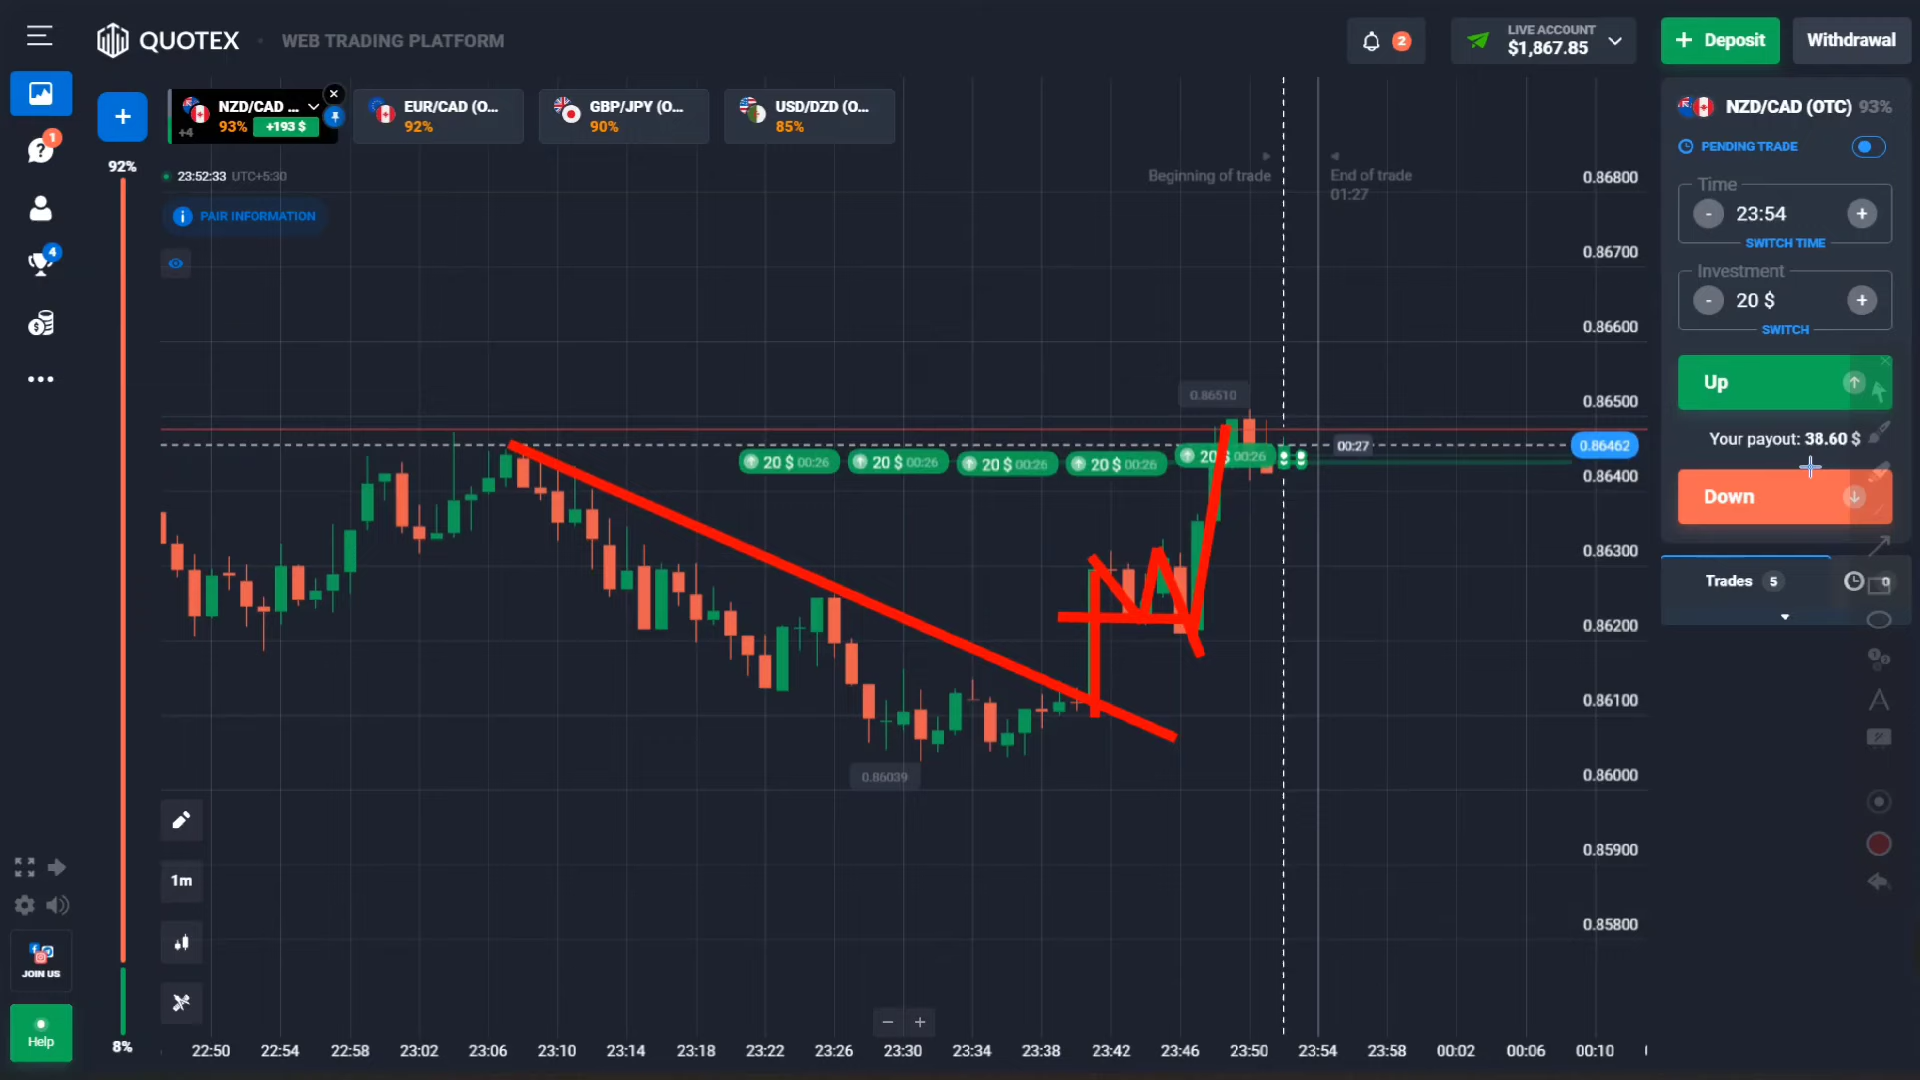 QUOTEX
WEB TRADING PLATFORM
2
LIVE ACCOUNT
$1,867.85
+ Deposit
Withdrawal
1
4
JOIN US
Help
+
92%
8%
NZD/CAD ...
+4
93%
+193 $
EUR/CAD (O...
92%
GBP/JPY (O...
90%
USD/DZD (O...
85%
23:52:33 UTC+5:30
PAIR INFORMATION
Beginning of trade
End of trade
01:27
0.86510
0.86039
20 $ 00:26
20 $ 00:26
20 $ 00:26
20 $ 00:26
20 $ 00:26
00:27
0.86800
0.86700
0.86600
0.86500
0.86462
0.86400
0.86300
0.86200
0.86100
0.86000
0.85900
0.85800
1m
22:50 22:54 22:58 23:02 23:06 23:10 23:14 23:18 23:22 23:26 23:30 23:34 23:38 23:42 23:46 23:50 23:54 23:58 00:02 00:06 00:10
NZD/CAD (OTC) 93%
PENDING TRADE
Time
- 23:54 +
SWITCH TIME
Investment
- 20 $ +
SWITCH
Up
Your payout: 38.60 $
Down
Trades 5
0